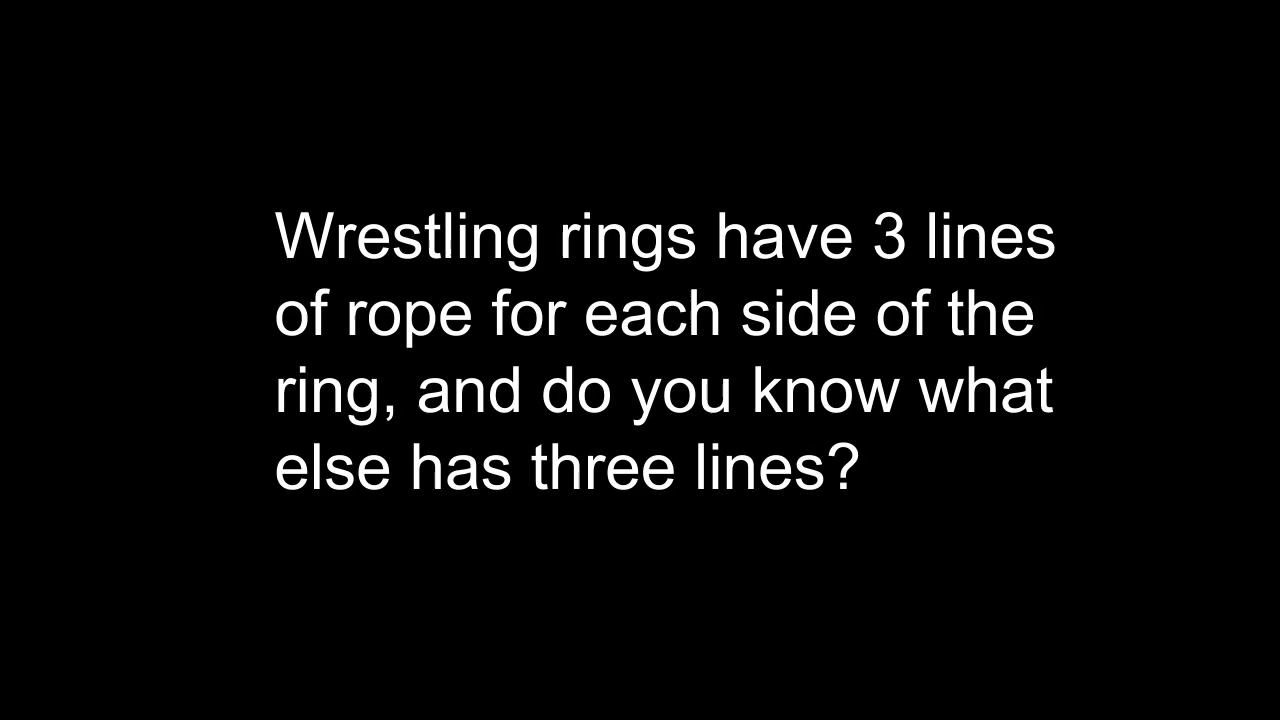 Wrestling rings have 3 lines
of rope for each side of the
ring, and do you know what
else has three lines?